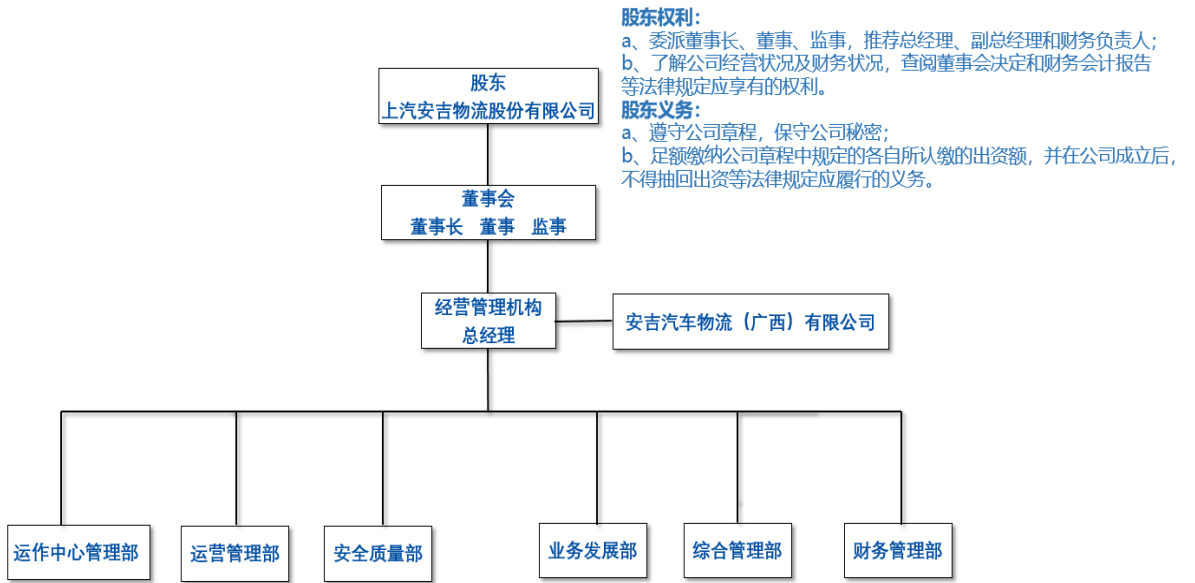 股东权利：
a、委派董事长、董事、监事，推荐总经理、副总经理和财务负责人；
b、了解公司经营状况及财务状况，查阅董事会决定和财务会计报告
等法律规定应享有的权利。
股东义务：
a、遵守公司章程，保守公司秘密；
b、足额缴纳公司章程中规定的各自所认缴的出资额，并在公司成立后，
不得抽回出资等法律规定应履行的义务。
股东
上汽安吉物流股份有限公司
董事会
董事长 董事 监事
经营管理机构
总经理
安吉汽车物流（广西）有限公司
运作中心管理部
运营管理部
安全质量部
业务发展部
综合管理部
财务管理部